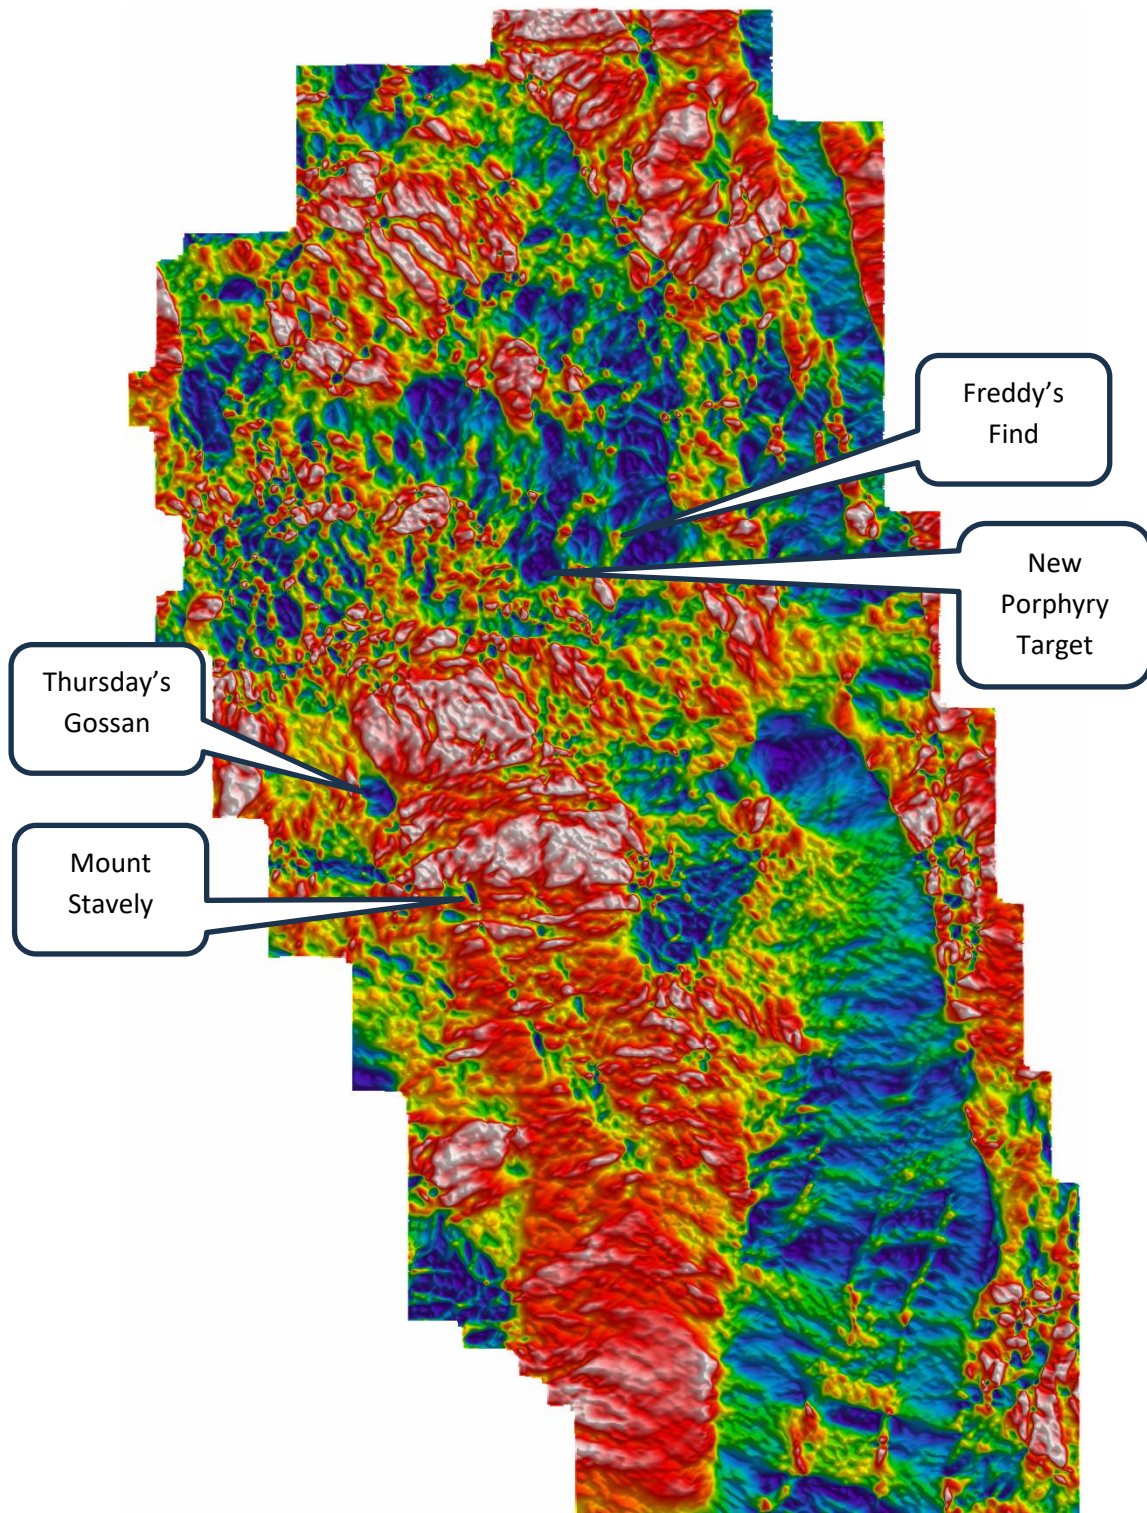 Freddy’s
Find
New
Porphyry
Target
Thursday’s
Gossan
Mount
Stavely